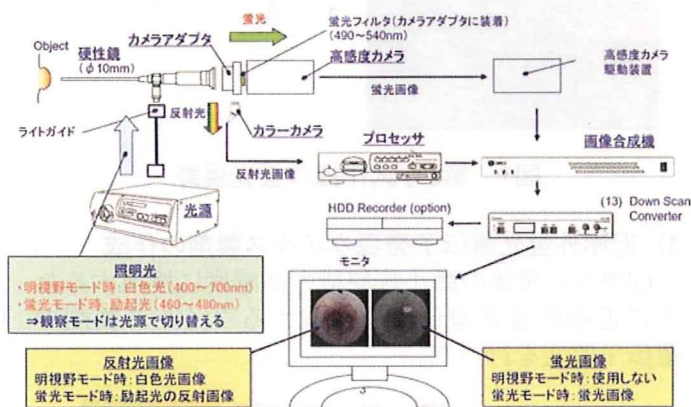 蛍光
蛍光フィルタ(カメラアダプタに装着)
(490~540nm)
カメラアダプタ
Object
硬性鏡
(φ10mm)
高感度カメラ
高感度カメラ
駆動装置
蛍光画像
反射光
ライトガイド
カラーカメラ
プロセッサ
画像合成機
反射光画像
光源
HDD Recorder (option)
(13) Down Scan
Converter
モニタ
照明光
・明視野モード時:白色光(400~700nm)
・蛍光モード時:励起光(460~480nm)
⇒観察モードは光源で切り替える
反射光画像
明視野モード時:白色光画像
蛍光モード時:励起光の反射画像
蛍光画像
明視野モード時:使用しない
蛍光モード時:蛍光画像